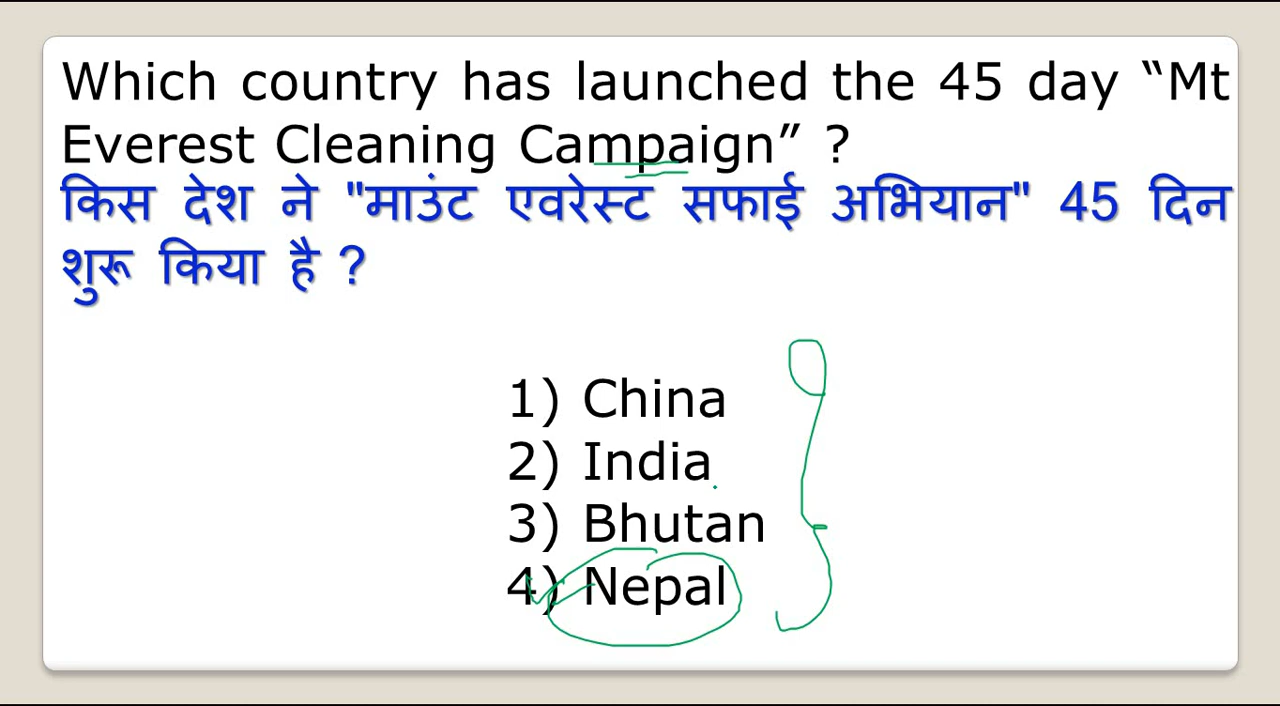 Which country has launched the 45 day “Mt
Everest Cleaning Campaign” ?
किस देश ने "माउंट एवरेस्ट सफाई अभियान" 45 दिन
शुरू किया है ?
1) China
2) India
3) Bhutan
4) Nepal